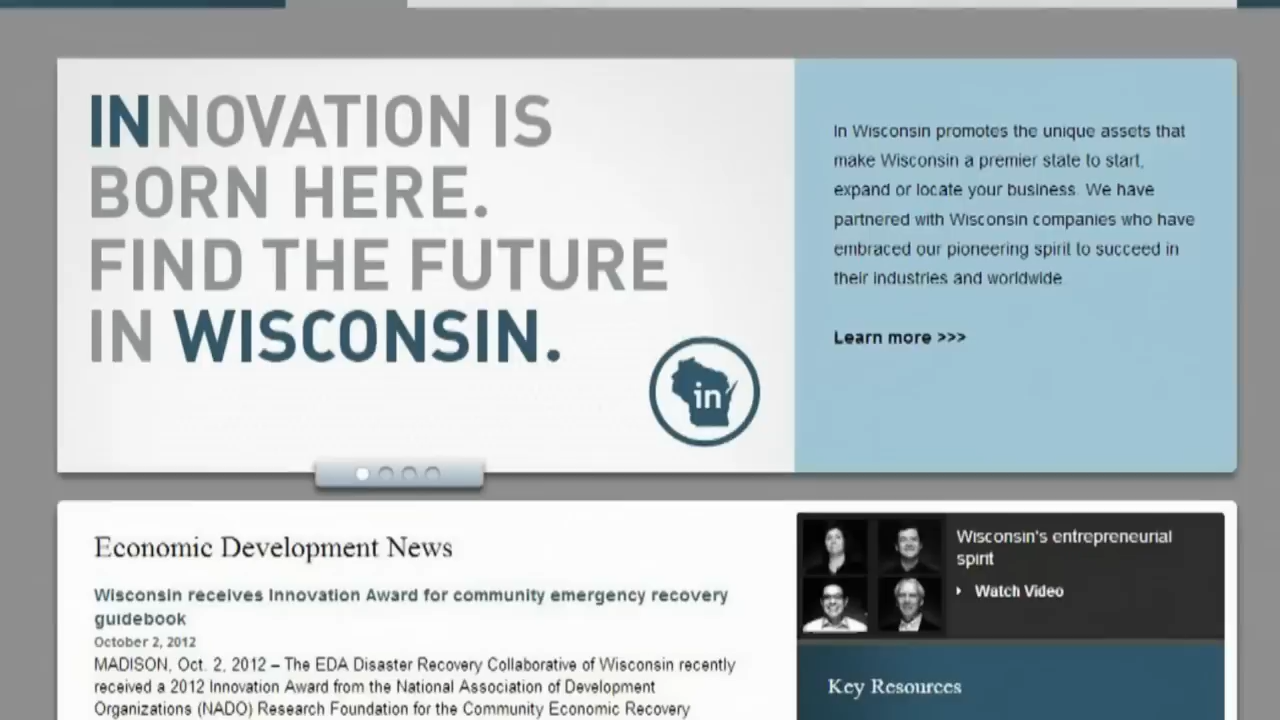 INNOVATION IS
BORN HERE.
FIND THE FUTURE
IN WISCONSIN.
in
In Wisconsin promotes the unique assets that
make Wisconsin a premier state to start,
expand or locate your business. We have
partnered with Wisconsin companies who have
embraced our pioneering spirit to succeed in
their industries and worldwide.
Learn more >>>
Economic Development News
Wisconsin receives Innovation Award for community emergency recovery
guidebook
October 2, 2012
MADISON, Oct. 2, 2012 – The EDA Disaster Recovery Collaborative of Wisconsin recently
received a 2012 Innovation Award from the National Association of Development
Organizations (NADO) Research Foundation for the Community Economic Recovery
Wisconsin's entrepreneurial
spirit
Watch Video
Key Resources